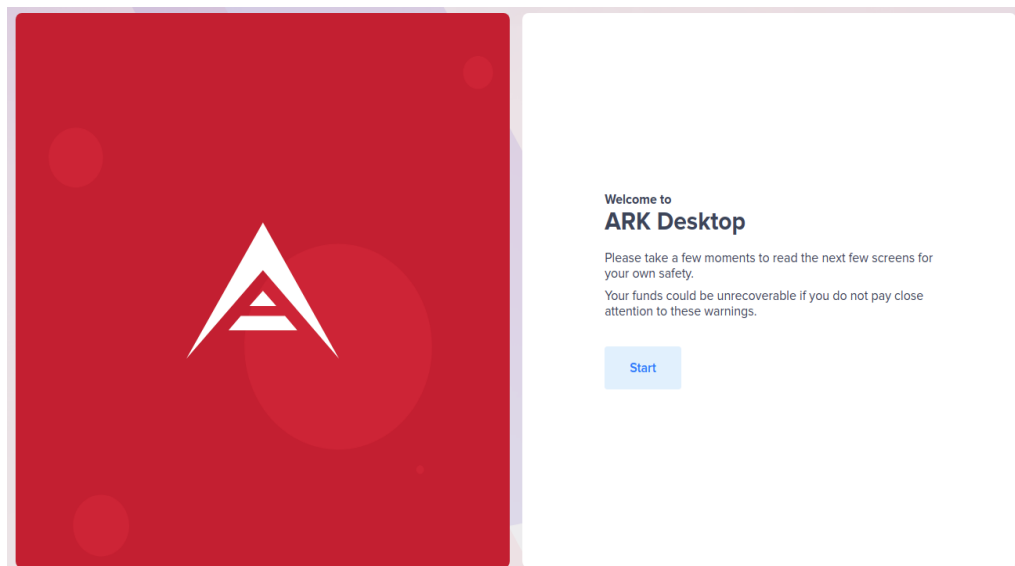 Welcome to
ARK Desktop
Please take a few moments to read the next few screens for
your own safety.
Your funds could be unrecoverable if you do not pay close
attention to these warnings.
Start